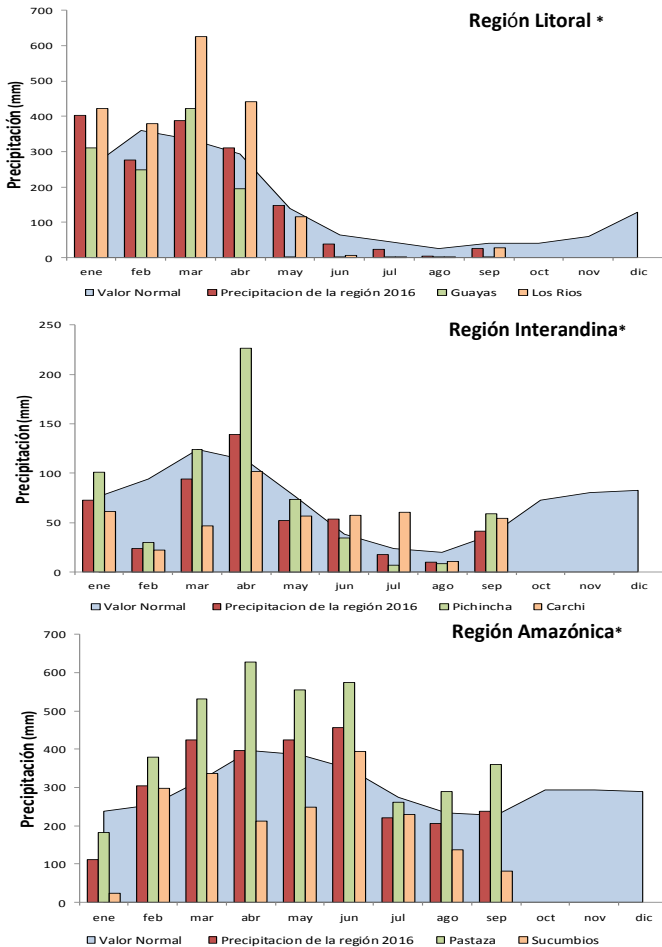 Región Litoral *
Precipitación (mm)
700
600
500
400
300
200
100
0
ene feb mar abr may jun jul ago sep oct nov dic
Valor Normal Precipitacion de la región 2016 Guayas Los Rios
Región Interandina*
Precipitación (mm)
250
200
150
100
50
0
ene feb mar abr may jun jul ago sep oct nov dic
Valor Normal Precipitacion de la región 2016 Pichincha Carchi
Región Amazónica*
Precipitación (mm)
700
600
500
400
300
200
100
0
ene feb mar abr may jun jul ago sep oct nov dic
Valor Normal Precipitacion de la región 2016 Pastaza Sucumbios